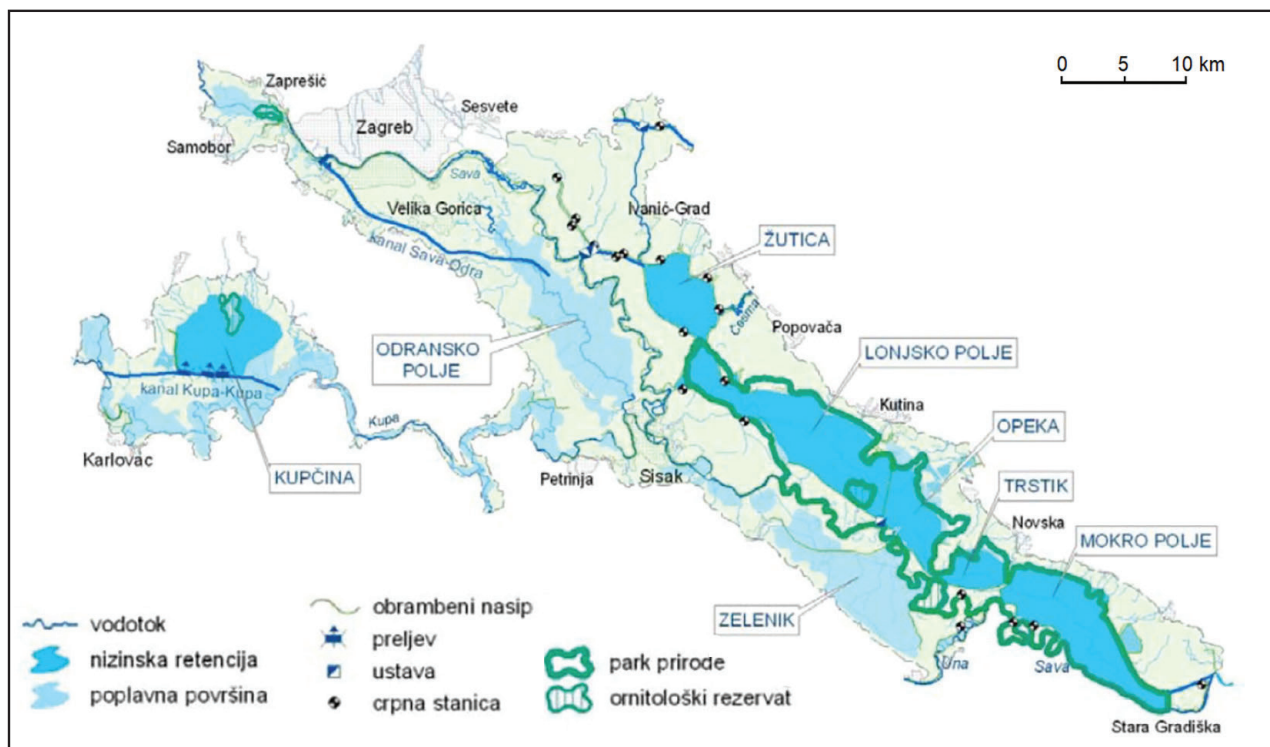 0 5 10 km
Zaprešić
Sesvete
Zagreb
Samobor
Sava
Ivanić-Grad
Velika Gorica
ŽUTICA
kanal Sava-Odra
Česma
Popovača
ODRANSKO
POLJE
LONJSKO POLJE
kanal Kupa-Kupa
Kutina
Kupa
OPEKA
Karlovac
KUPČINA
Petrinja
Sisak
TRSTIK
Novska
MOKRO POLJE
ZELENIK
Una
Sava
Stara Gradiška
vodotok
nizinska retencija
poplavna površina
obrambeni nasip
preljev
ustava
crpna stanica
park prirode
ornitološki rezervat